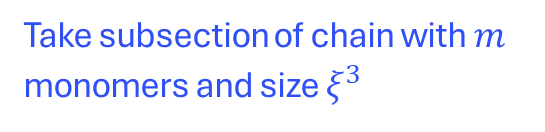 Take subsection of chain with m
monomers and size ξ³